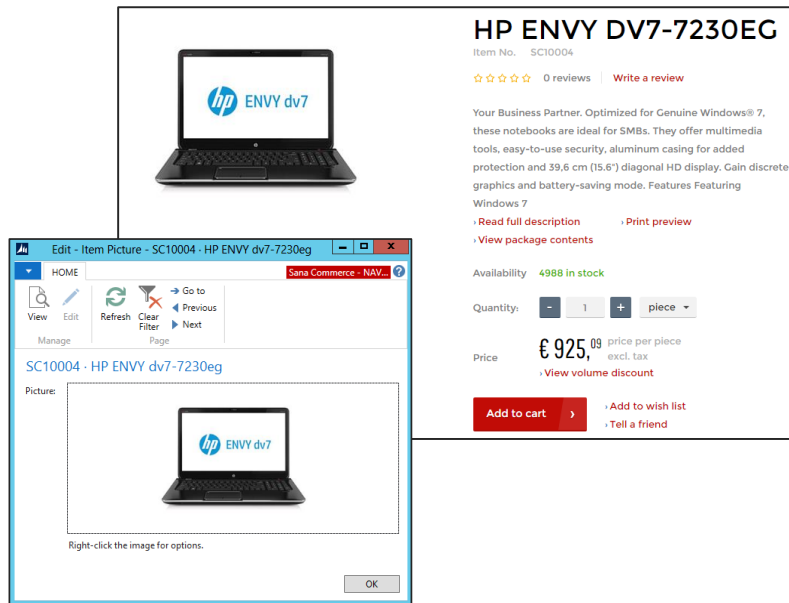 HP ENVY DV7-7230EG
Item No. SC10004
0 reviews Write a review
hp ENVY dv7
Your Business Partner. Optimized for Genuine Windows® 7,
these notebooks are ideal for SMBs. They offer multimedia
tools, easy-to-use security, aluminum casing for added
protection and 39,6 cm (15.6") diagonal HD display. Gain discrete
graphics and battery-saving mode. Features Featuring
Windows 7
› Read full description › Print preview
› View package contents
Availability 4988 in stock
Quantity: - 1 + piece
Price € 925,09 price per piece
excl. tax
› View volume discount
Add to cart › › Add to wish list
› Tell a friend
Edit - Item Picture - SC10004 · HP ENVY dv7-7230eg
HOME Sana Commerce - NAV... ?
View Edit Refresh Clear Filter Go to
Previous
Next
Manage Page
SC10004 · HP ENVY dv7-7230eg
Picture:
hp ENVY dv7
Right-click the image for options.
OK